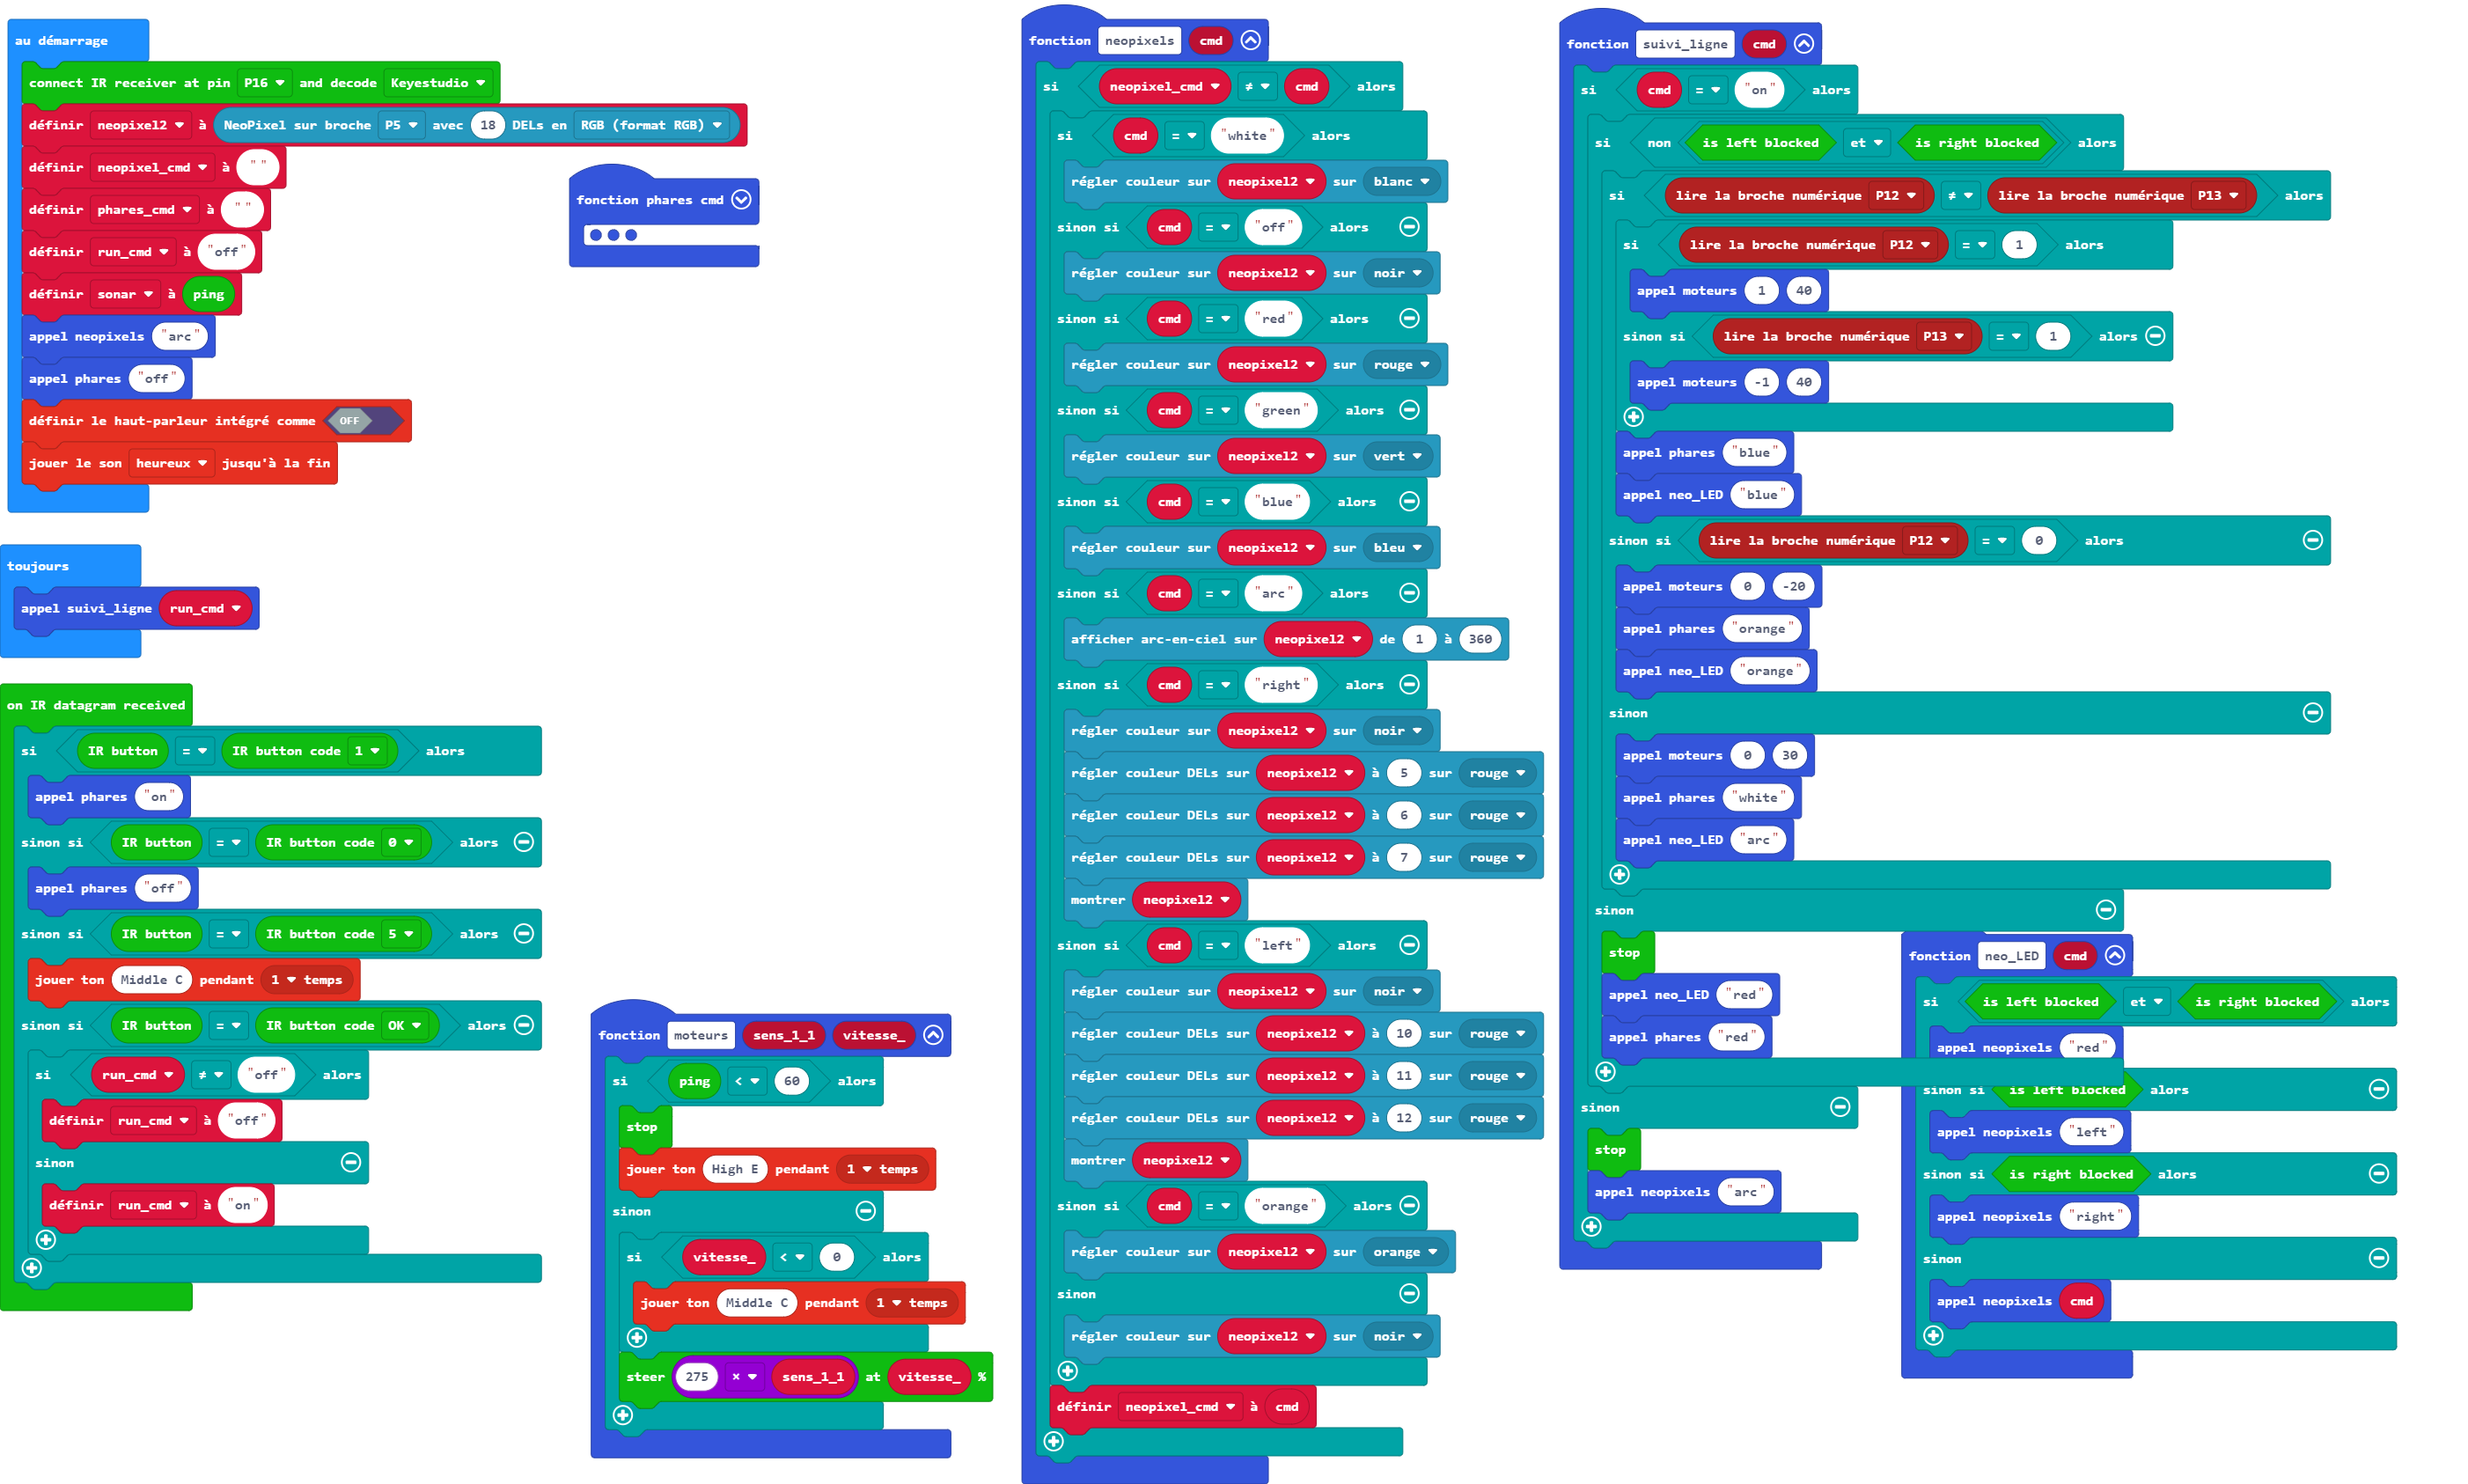 au démarrage
connect IR receiver at pin P16 and decode Keyestudio
définir neopixel2 à NeoPixel sur broche P5 avec 18 DELs en RGB (format RGB)
définir neopixel_cmd à " "
définir phares_cmd à " "
définir run_cmd à "off"
définir sonar à ping
appel neopixels "arc"
appel phares "off"
définir le haut-parleur intégré comme OFF
jouer le son heureux jusqu'à la fin
toujours
appel suivi_ligne run_cmd
on IR datagram received
si IR button = IR button code 1 alors
appel phares "on"
sinon si IR button = IR button code 0 alors
appel phares "off"
sinon si IR button = IR button code 5 alors
jouer ton Middle C pendant 1 temps
sinon si IR button = IR button code OK alors
si run_cmd ≠ "off" alors
définir run_cmd à "off"
sinon
définir run_cmd à "on"
fonction phares cmd
fonction moteurs sens_1_1 vitesse_
si ping < 60 alors
stop
jouer ton High E pendant 1 temps
sinon
si vitesse_ < 0 alors
jouer ton Middle C pendant 1 temps
steer 275 × sens_1_1 at vitesse_ %
fonction neopixels cmd
si neopixel_cmd ≠ cmd alors
si cmd = "white" alors
régler couleur sur neopixel2 sur blanc
sinon si cmd = "off" alors
régler couleur sur neopixel2 sur noir
sinon si cmd = "red" alors
régler couleur sur neopixel2 sur rouge
sinon si cmd = "green" alors
régler couleur sur neopixel2 sur vert
sinon si cmd = "blue" alors
régler couleur sur neopixel2 sur bleu
sinon si cmd = "arc" alors
afficher arc-en-ciel sur neopixel2 de 1 à 360
sinon si cmd = "right" alors
régler couleur sur neopixel2 sur noir
régler couleur DELs sur neopixel2 à 5 sur rouge
régler couleur DELs sur neopixel2 à 6 sur rouge
régler couleur DELs sur neopixel2 à 7 sur rouge
montrer neopixel2
sinon si cmd = "left" alors
régler couleur sur neopixel2 sur noir
régler couleur DELs sur neopixel2 à 10 sur rouge
régler couleur DELs sur neopixel2 à 11 sur rouge
régler couleur DELs sur neopixel2 à 12 sur rouge
montrer neopixel2
sinon si cmd = "orange" alors
régler couleur sur neopixel2 sur orange
sinon
régler couleur sur neopixel2 sur noir
définir neopixel_cmd à cmd
fonction suivi_ligne cmd
si cmd = "on" alors
si non is left blocked et is right blocked alors
si lire la broche numérique P12 ≠ lire la broche numérique P13 alors
si lire la broche numérique P12 = 1 alors
appel moteurs 1 40
sinon si lire la broche numérique P13 = 1 alors
appel moteurs -1 40
appel phares "blue"
appel neo_LED "blue"
sinon si lire la broche numérique P12 = 0 alors
appel moteurs 0 -20
appel phares "orange"
appel neo_LED "orange"
sinon
appel moteurs 0 30
appel phares "white"
appel neo_LED "arc"
sinon
stop
appel neo_LED "red"
appel phares "red"
sinon
stop
appel neopixels "arc"
fonction neo_LED cmd
si is left blocked et is right blocked alors
appel neopixels "red"
sinon si is left blocked alors
appel neopixels "left"
sinon si is right blocked alors
appel neopixels "right"
sinon
appel neopixels cmd